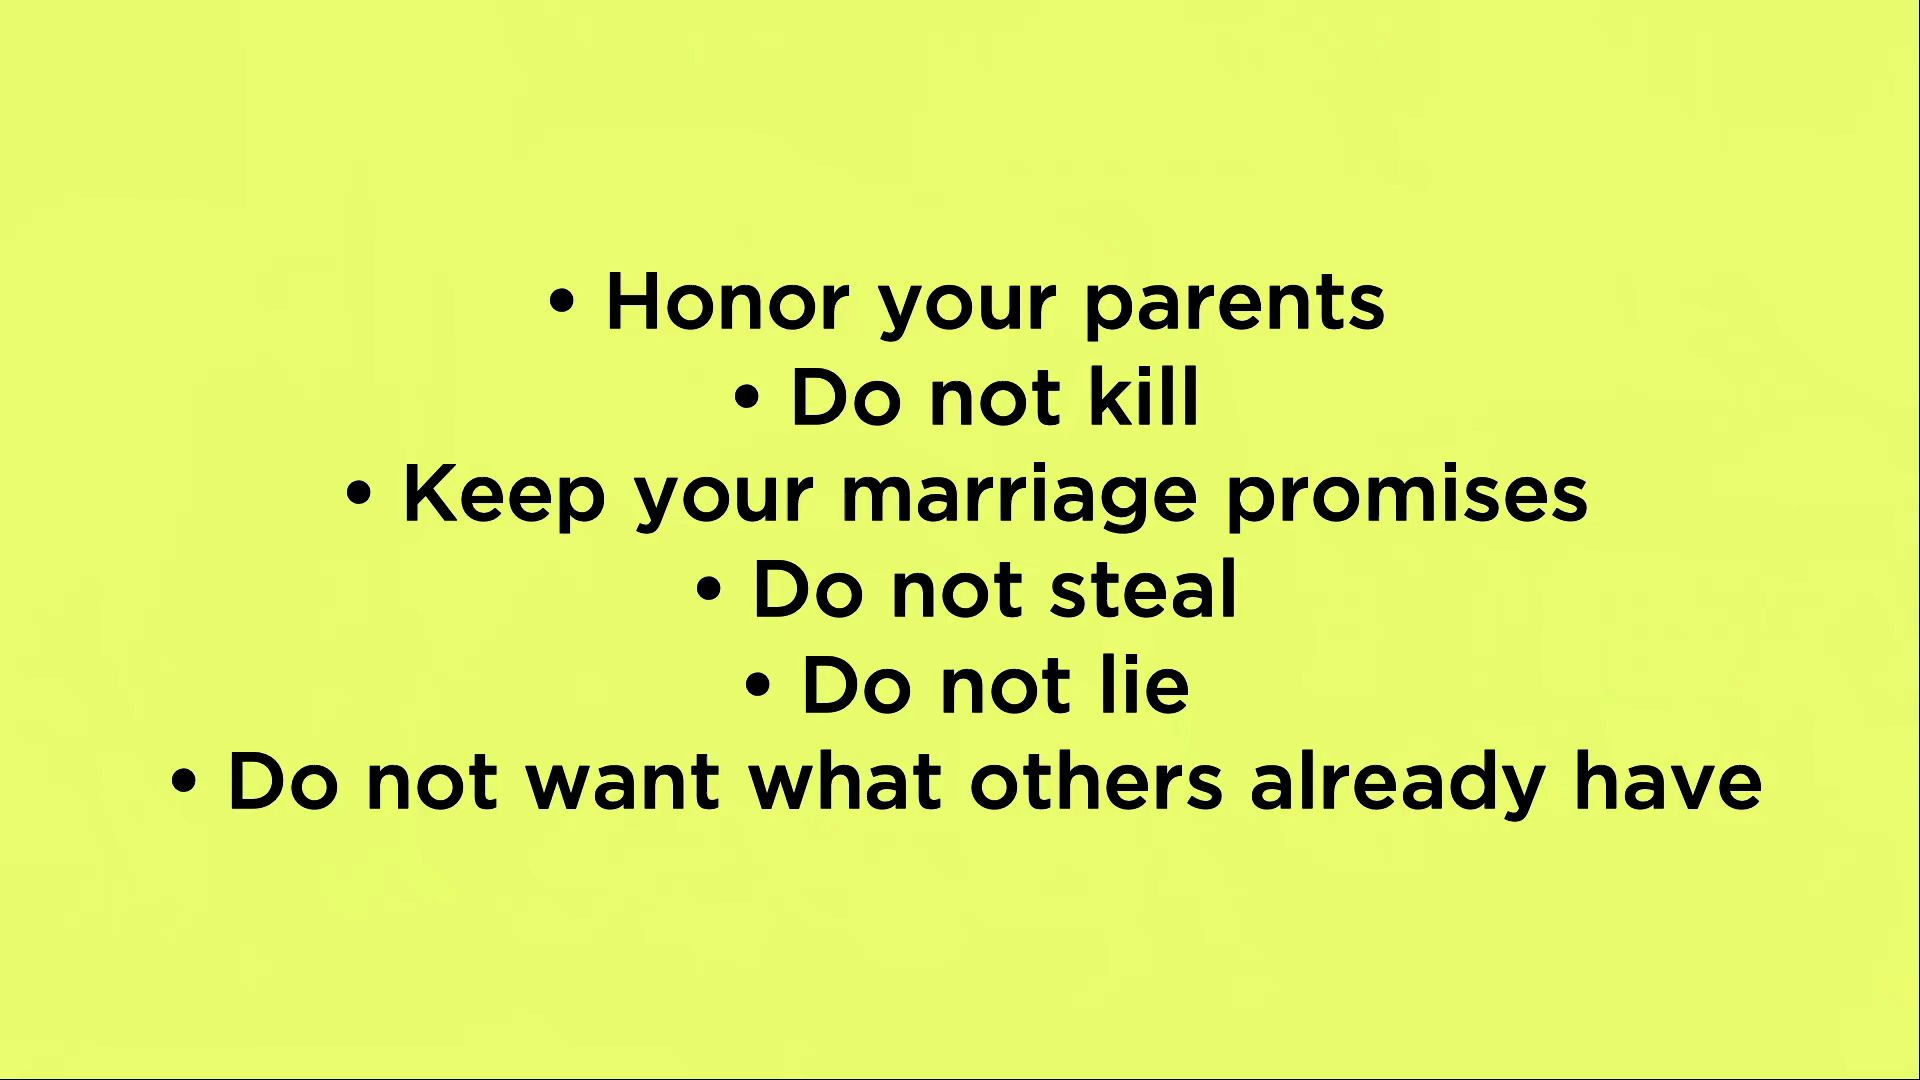 • Honor your parents
• Do not kill
• Keep your marriage promises
• Do not steal
• Do not lie
• Do not want what others already have